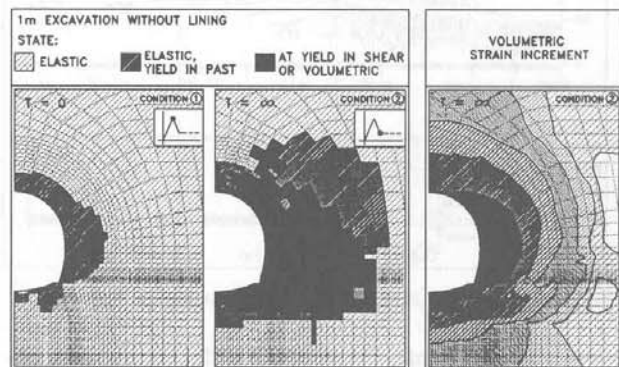 1m EXCAVATION WITHOUT LINING
STATE:
ELASTIC
ELASTIC,
YIELD IN PAST
AT YIELD IN SHEAR
OR VOLUMETRIC
VOLUMETRIC
STRAIN INCREMENT
T = 0
CONDITION ①
T = ∞
CONDITION ②
T = ∞
CONDITION ②